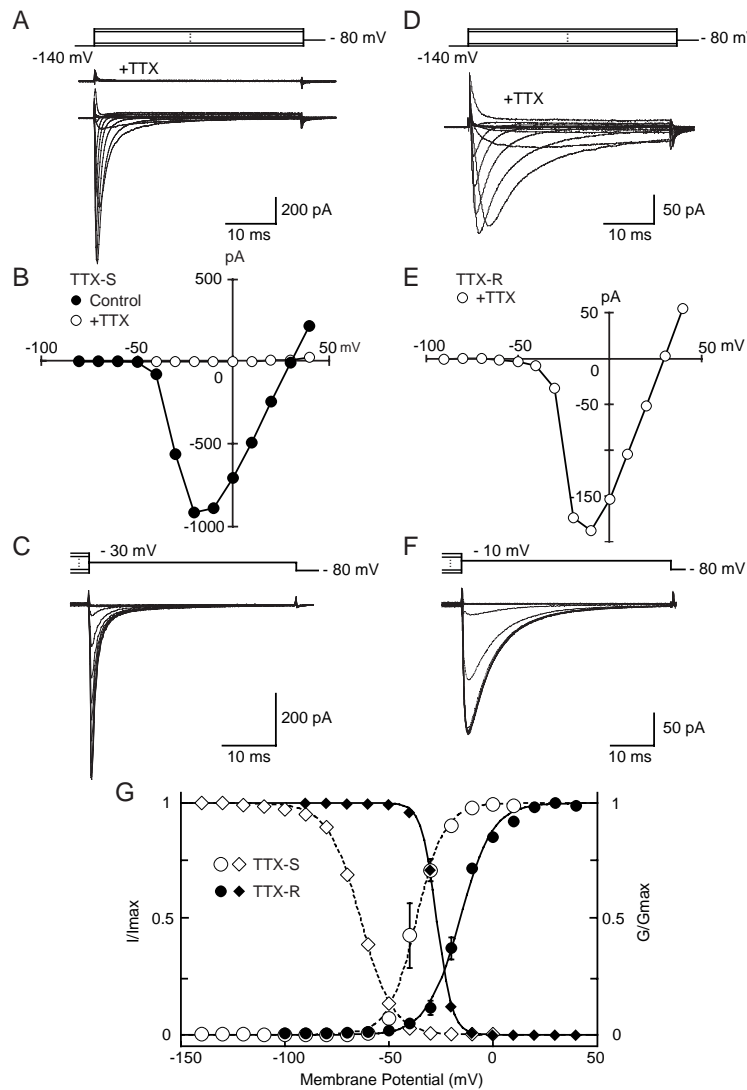 A
- 80 mV
-140 mV
+TTX
200 pA
10 ms
D
- 80 mV
-140 mV
+TTX
50 pA
10 ms
B
TTX-S
Control
+TTX
pA
500
-100
-50
50 mV
0
-500
-1000
E
TTX-R
+TTX
pA
50
-100
-50
50 mV
0
-50
-150
C
- 30 mV
- 80 mV
200 pA
10 ms
F
- 10 mV
- 80 mV
50 pA
10 ms
G
1
0.5
0
I/Imax
TTX-S
TTX-R
1
0.5
0
G/Gmax
-150
-100
-50
0
50
Membrane Potential (mV)